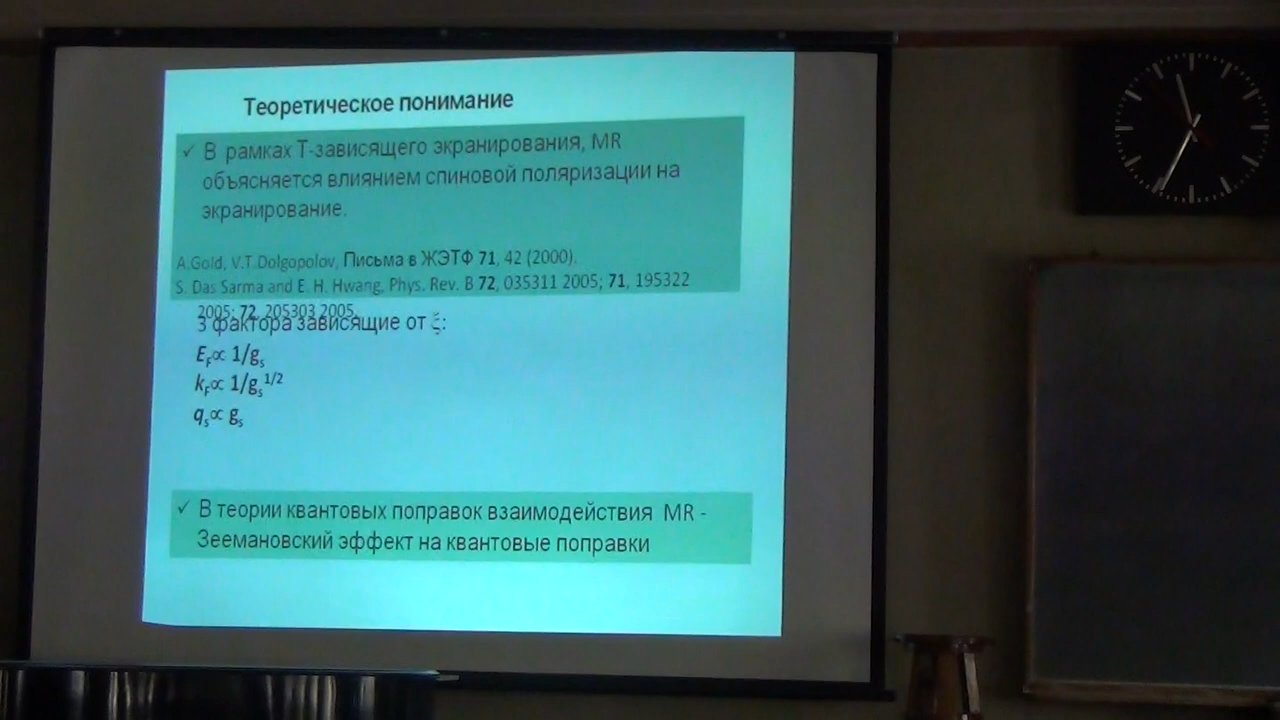 Теоретическое понимание
✓ В рамках Т-зависящего экранирования, MR
объясняется влиянием спиновой поляризации на
экранирование.
A.Gold, V.T.Dolgopolov, Письма в ЖЭТФ 71, 42 (2000).
S. Das Sarma and E. H. Hwang, Phys. Rev. B 72, 035311 2005; 71, 195322
2005; 72, 205303 2005.
3 фактора зависящие от ξ:
E_F∝ 1/g_s
k_F∝ 1/g_s^1/2
q_s∝ g_s
✓ В теории квантовых поправок взаимодействия MR -
Зеемановский эффект на квантовые поправки